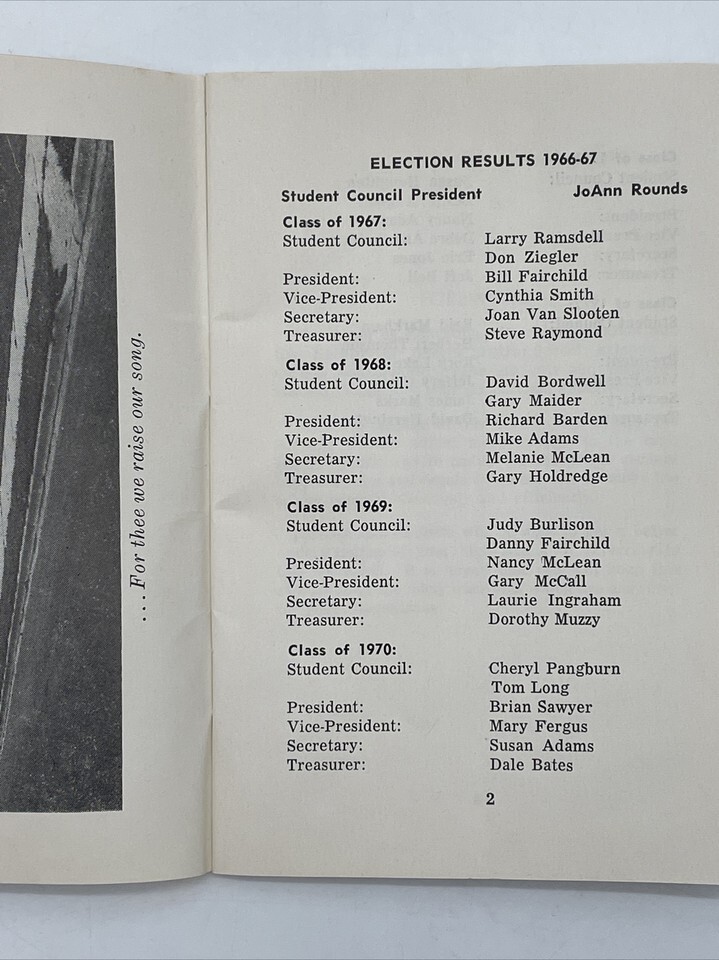 ...For thee we raise our song.
ELECTION RESULTS 1966-67
Student Council President JoAnn Rounds
Class of 1967:
Student Council: Larry Ramsdell
Don Ziegler
President: Bill Fairchild
Vice-President: Cynthia Smith
Secretary: Joan Van Slooten
Treasurer: Steve Raymond
Class of 1968:
Student Council: David Bordwell
Gary Maider
President: Richard Barden
Vice-President: Mike Adams
Secretary: Melanie McLean
Treasurer: Gary Holdredge
Class of 1969:
Student Council: Judy Burlison
Danny Fairchild
President: Nancy McLean
Vice-President: Gary McCall
Secretary: Laurie Ingraham
Treasurer: Dorothy Muzzy
Class of 1970:
Student Council: Cheryl Pangburn
Tom Long
President: Brian Sawyer
Vice-President: Mary Fergus
Secretary: Susan Adams
Treasurer: Dale Bates
2